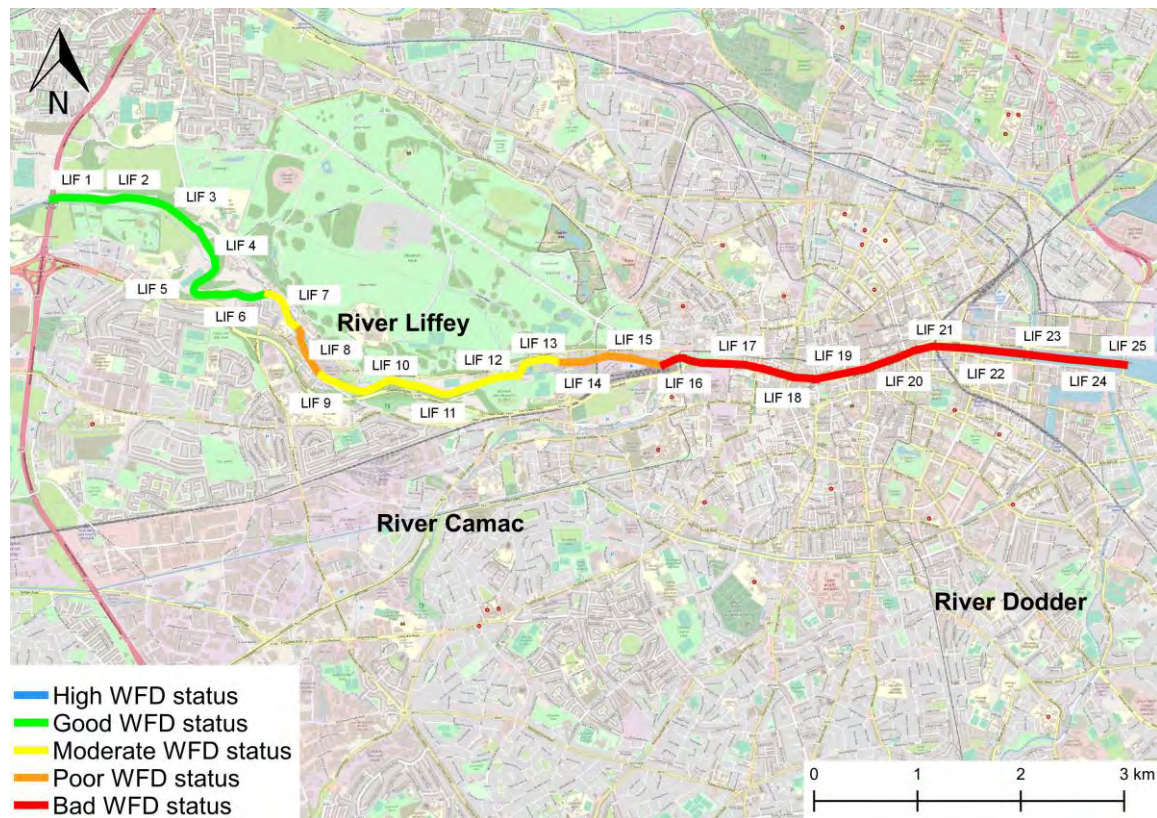 N
LIF 1
LIF 2
LIF 3
LIF 4
LIF 5
LIF 6
LIF 7
River Liffey
LIF 8
LIF 9
LIF 10
LIF 11
LIF 12
LIF 13
LIF 14
LIF 15
LIF 16
LIF 17
LIF 18
LIF 19
LIF 20
LIF 21
LIF 22
LIF 23
LIF 24
LIF 25
River Camac
River Dodder
High WFD status
Good WFD status
Moderate WFD status
Poor WFD status
Bad WFD status
0 1 2 3 km